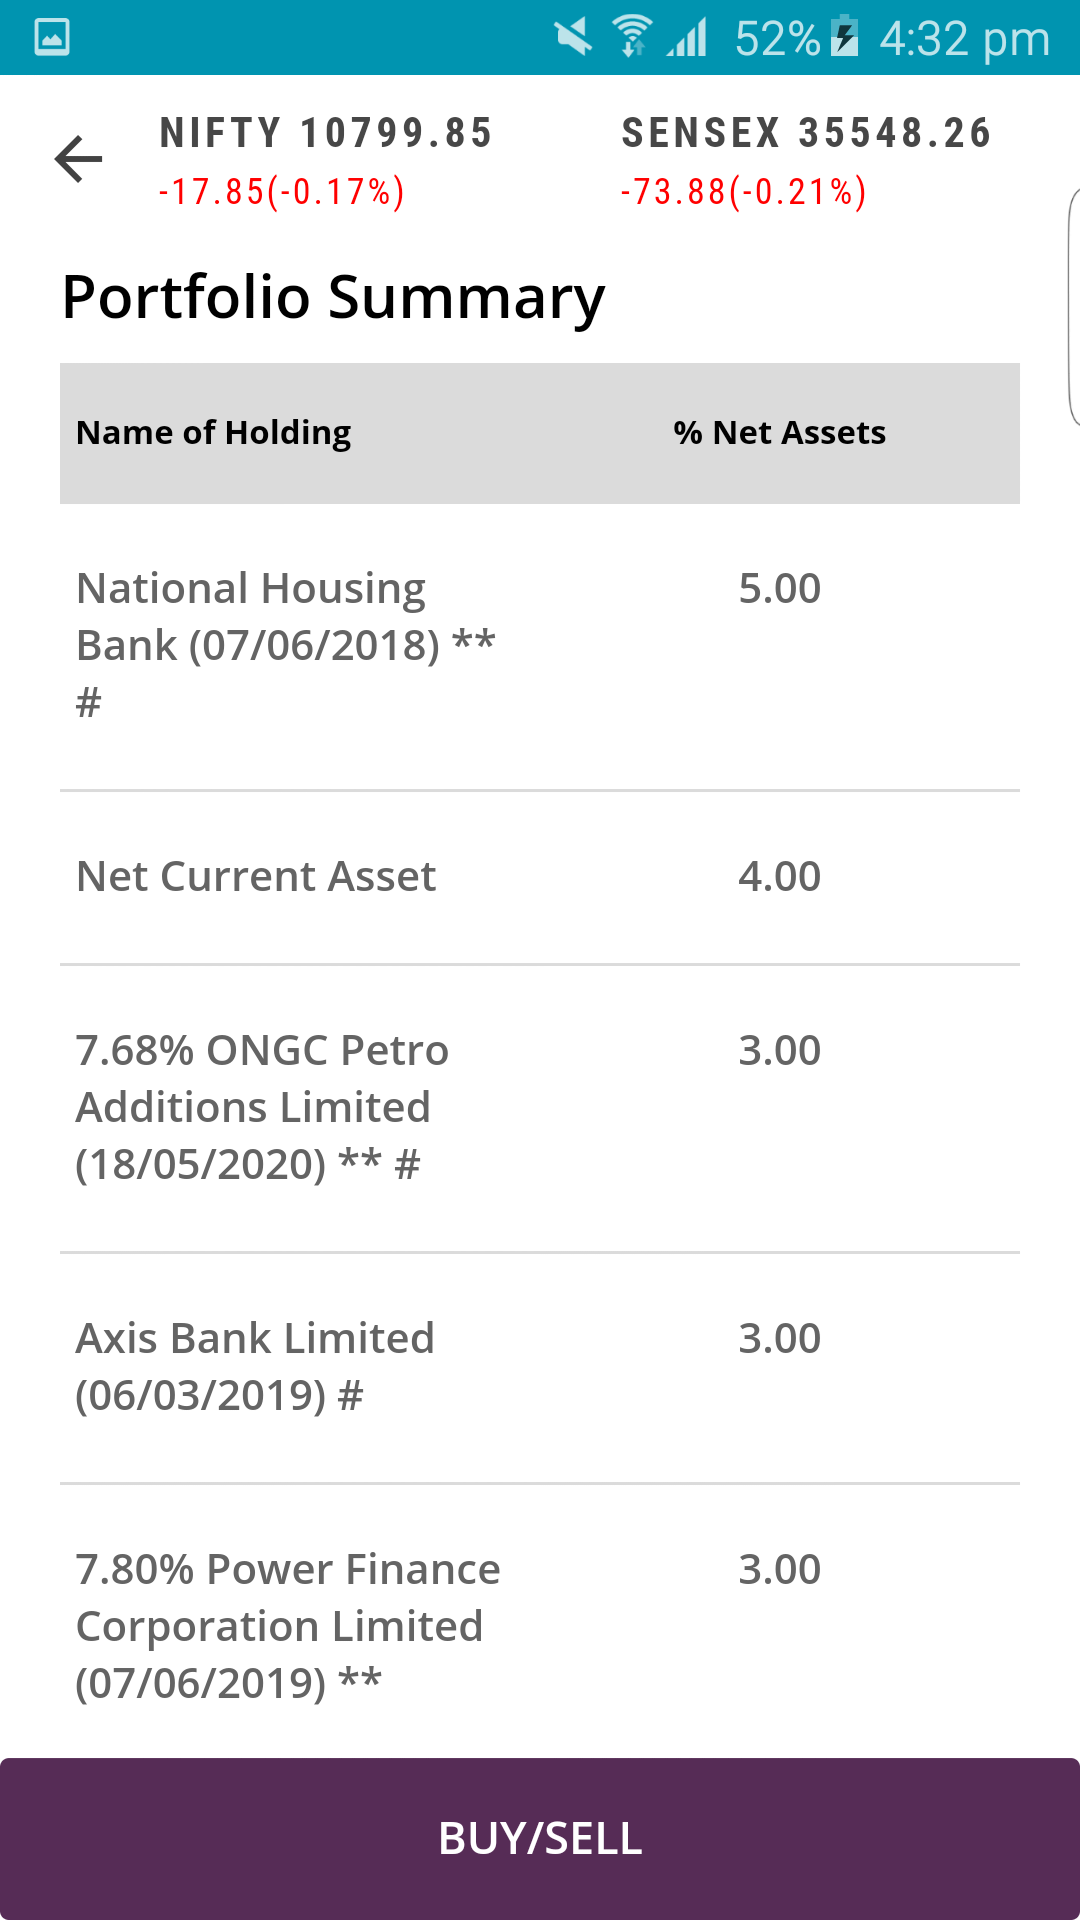 52% 4:32 pm
NIFTY 10799.85 SENSEX 35548.26
-17.85(-0.17%) -73.88(-0.21%)
Portfolio Summary
Name of Holding % Net Assets
National Housing 5.00
Bank (07/06/2018) **
#
Net Current Asset 4.00
7.68% ONGC Petro 3.00
Additions Limited
(18/05/2020) ** #
Axis Bank Limited 3.00
(06/03/2019) #
7.80% Power Finance 3.00
Corporation Limited
(07/06/2019) **
BUY/SELL